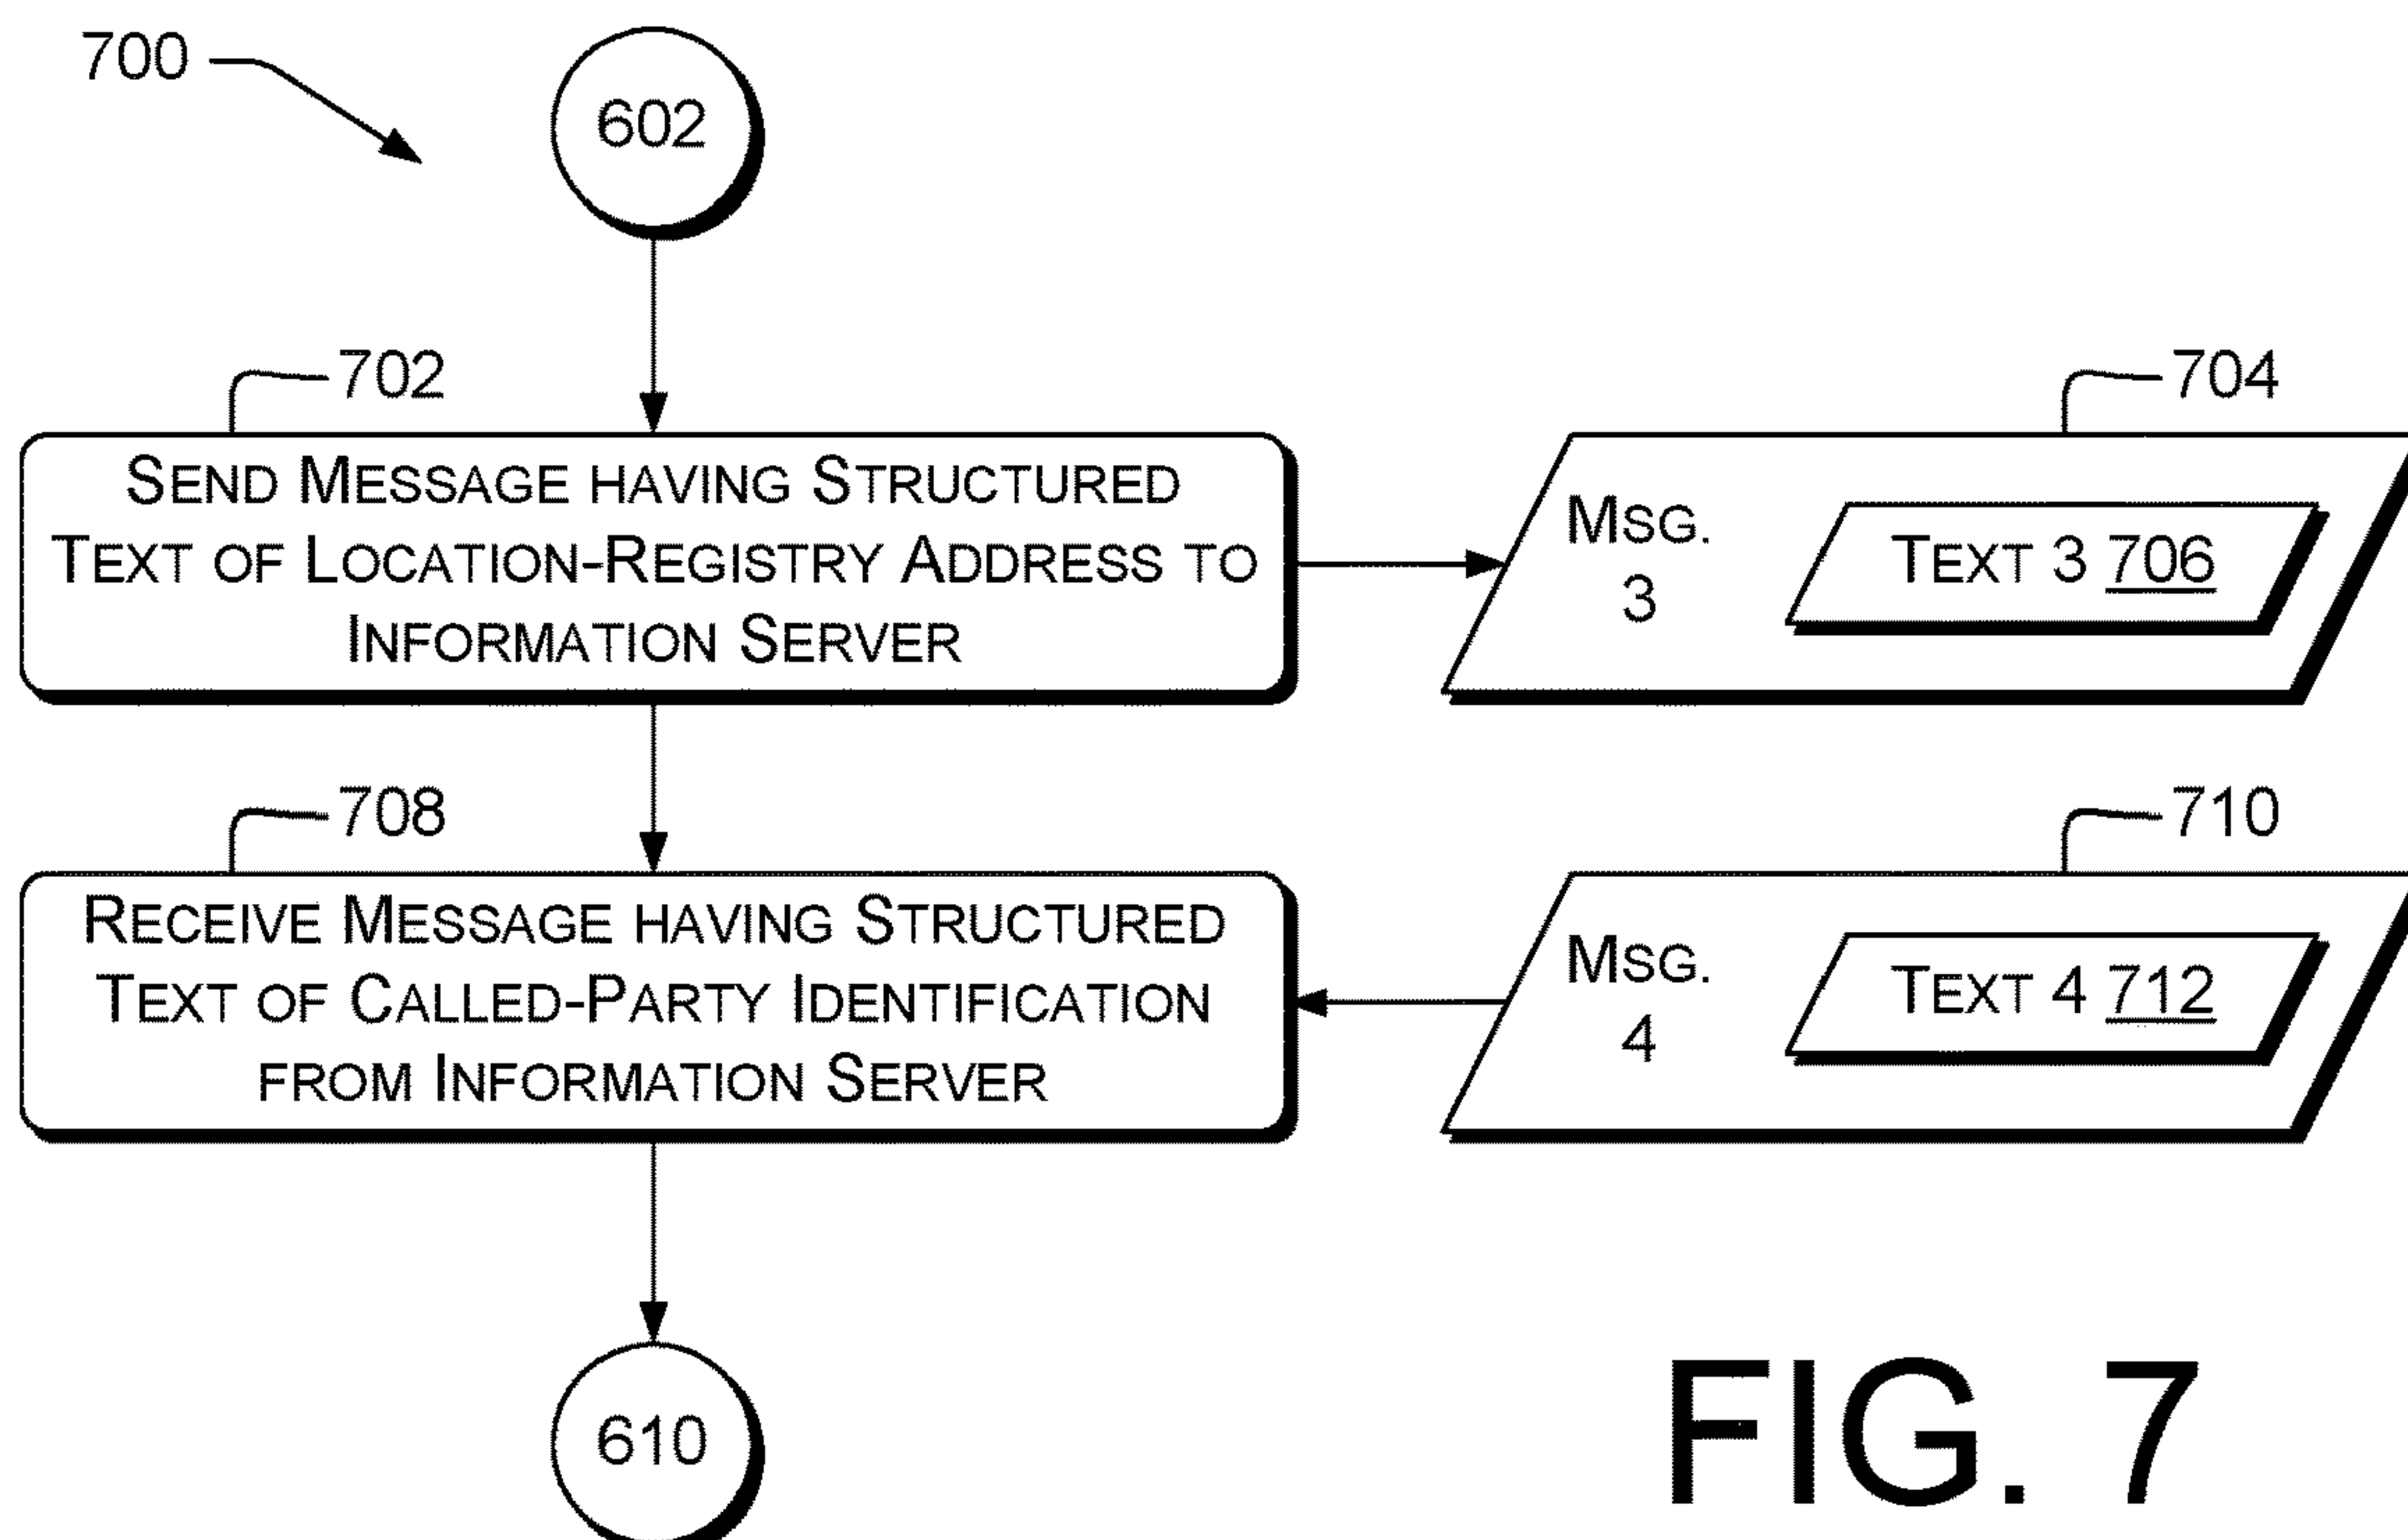 700
602
702
SEND MESSAGE HAVING STRUCTURED
TEXT OF LOCATION-REGISTRY ADDRESS TO
INFORMATION SERVER
704
MSG.
3
TEXT 3 706
708
RECEIVE MESSAGE HAVING STRUCTURED
TEXT OF CALLED-PARTY IDENTIFICATION
FROM INFORMATION SERVER
710
MSG.
4
TEXT 4 712
610
FIG. 7